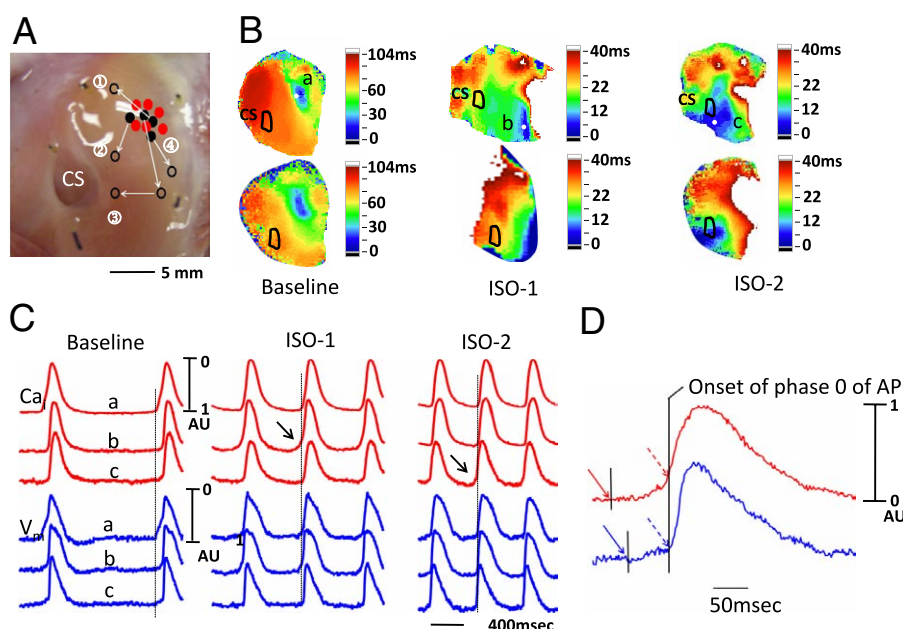 A
①
②
④
CS
③
5 mm
B
104ms
90
60
30
0
a
CS
40ms
22
12
0
CS
b
40ms
22
12
0
CS
c
104ms
90
60
30
0
40ms
22
12
0
40ms
22
12
0
Baseline
ISO-1
ISO-2
C
Baseline
ISO-1
ISO-2
0
Cai
a
1
AU
b
c
0
Vm
a
1
AU
b
c
400msec
D
Onset of phase 0 of AP
1
0
AU
50msec